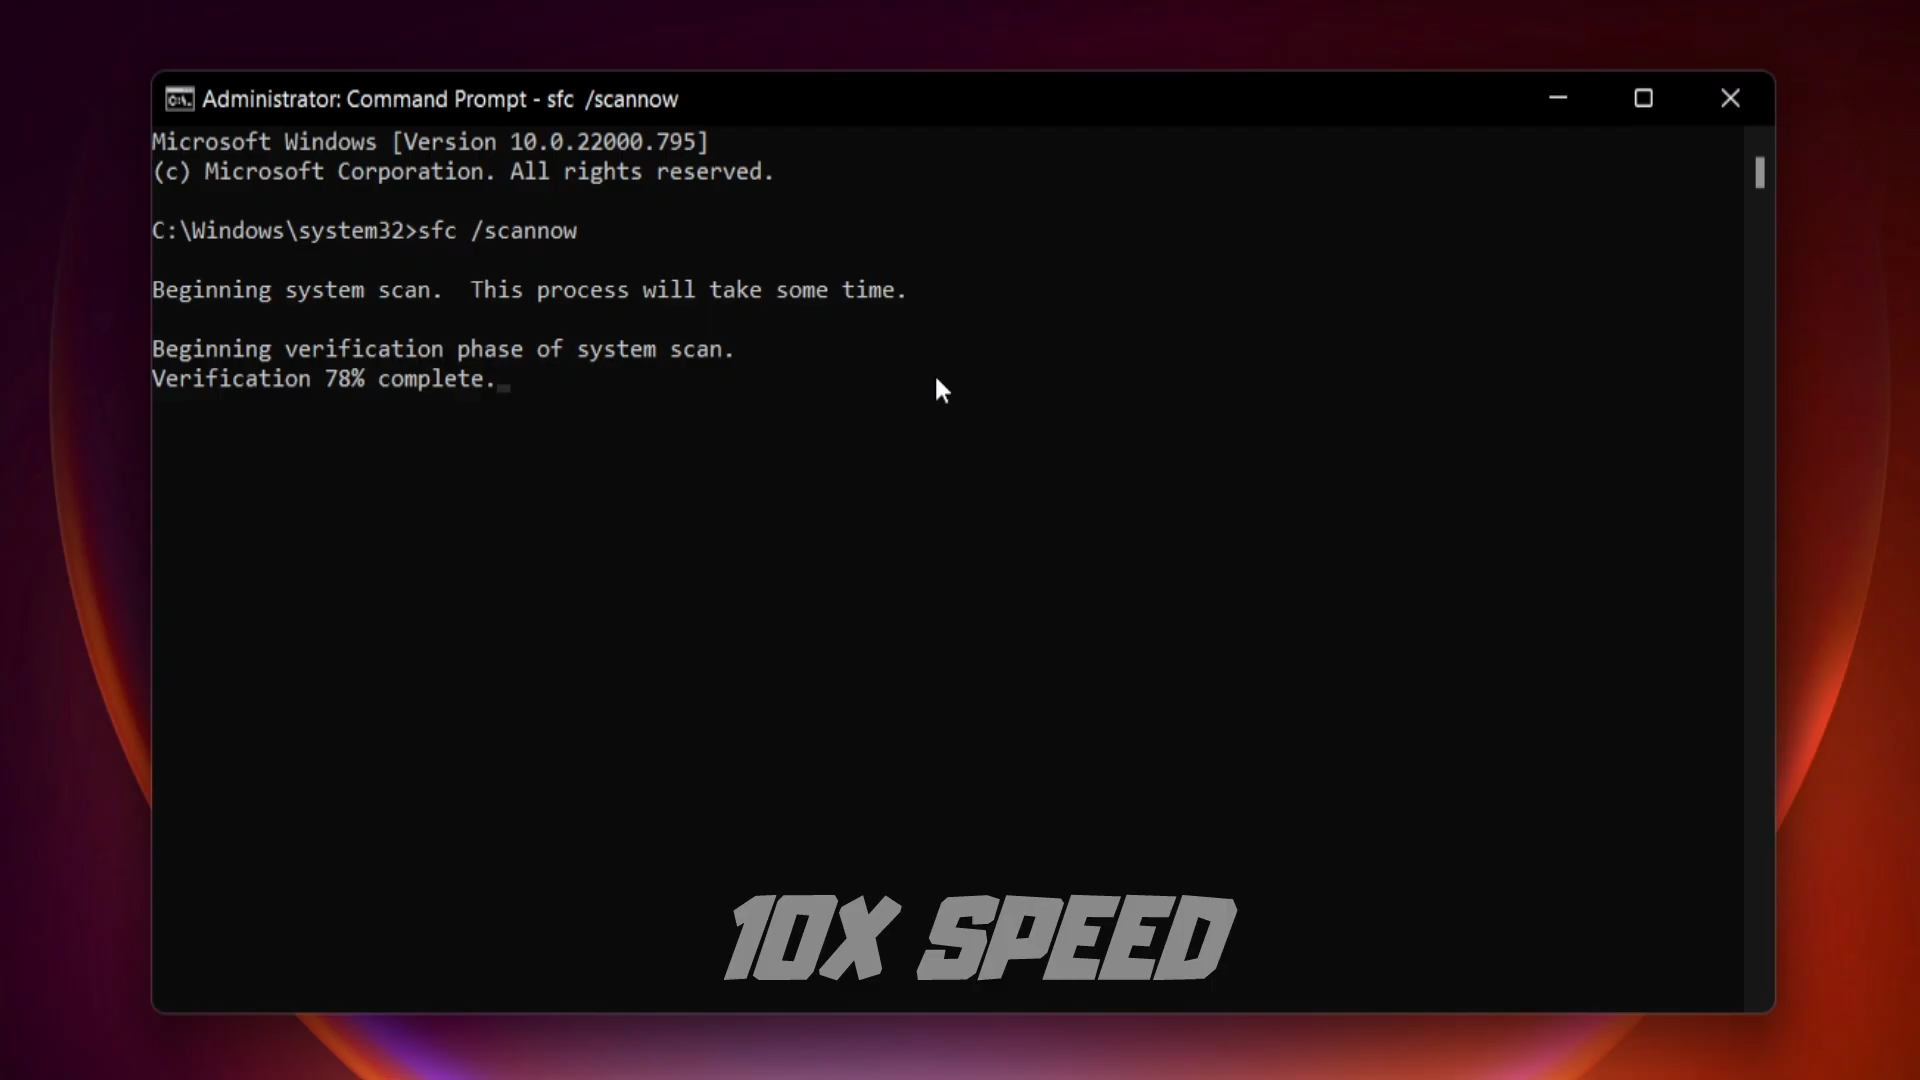 Administrator: Command Prompt - sfc  /scannow
Microsoft Windows [Version 10.0.22000.795]
(c) Microsoft Corporation. All rights reserved.
C:\Windows\system32>sfc /scannow
Beginning system scan.  This process will take some time.
Beginning verification phase of system scan.
Verification 78% complete.
10X SPEED